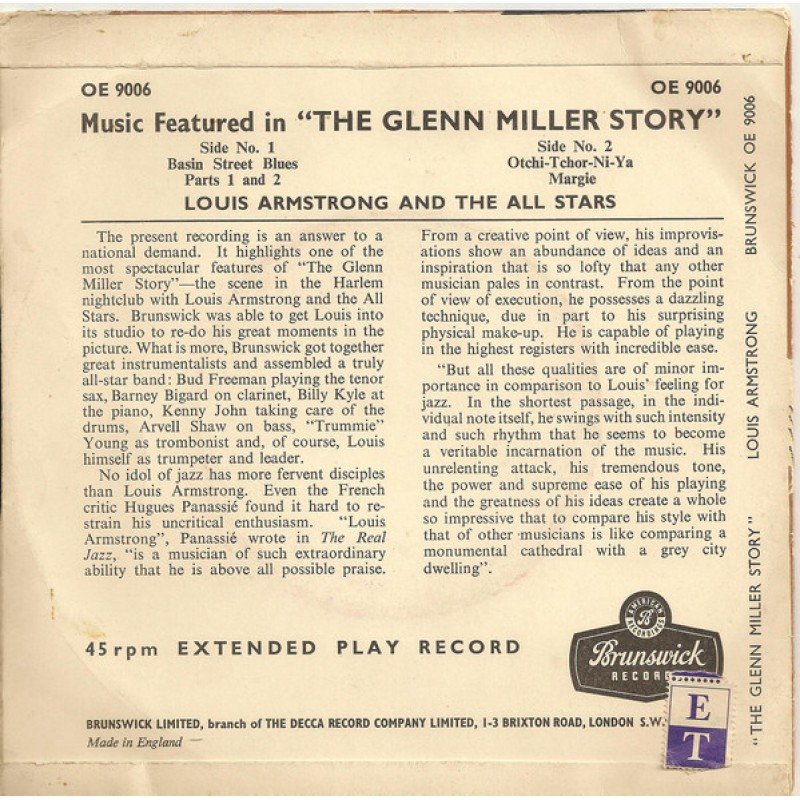 OE 9006
OE 9006
Music Featured in "THE GLENN MILLER STORY"
Side No. 1
Basin Street Blues
Parts 1 and 2
Side No. 2
Otchi-Tchor-Ni-Ya
Margie
LOUIS ARMSTRONG AND THE ALL STARS
The present recording is an answer to a
national demand. It highlights one of the
most spectacular features of "The Glenn
Miller Story"—the scene in the Harlem
nightclub with Louis Armstrong and the All
Stars. Brunswick was able to get Louis into
its studio to re-do his great moments in the
picture. What is more, Brunswick got together
great instrumentalists and assembled a truly
all-star band: Bud Freeman playing the tenor
sax, Barney Bigard on clarinet, Billy Kyle at
the piano, Kenny John taking care of the
drums, Arvell Shaw on bass, "Trummie"
Young as trombonist and, of course, Louis
himself as trumpeter and leader.
No idol of jazz has more fervent disciples
than Louis Armstrong. Even the French
critic Hugues Panassié found it hard to re-
strain his uncritical enthusiasm. "Louis
Armstrong", Panassié wrote in The Real
Jazz, "is a musician of such extraordinary
ability that he is above all possible praise.
From a creative point of view, his improvis-
ations show an abundance of ideas and an
inspiration that is so lofty that any other
musician pales in contrast. From the point
of view of execution, he possesses a dazzling
technique, due in part to his surprising
physical make-up. He is capable of playing
in the highest registers with incredible ease.
"But all these qualities are of minor im-
portance in comparison to Louis' feeling for
jazz. In the shortest passage, in the indi-
vidual note itself, he swings with such intensity
and such rhythm that he seems to become
a veritable incarnation of the music. His
unrelenting attack, his tremendous tone,
the power and supreme ease of his playing
and the greatness of his ideas create a whole
so impressive that to compare his style with
that of other musicians is like comparing a
monumental cathedral with a grey city
dwelling".
45 rpm EXTENDED PLAY RECORD
AMERICAN
B
RECORDINGS
Brunswick
RECORD
E
T
BRUNSWICK LIMITED, branch of THE DECCA RECORD COMPANY LIMITED, 1-3 BRIXTON ROAD, LONDON S.W.
Made in England
"THE GLENN MILLER STORY" LOUIS ARMSTRONG BRUNSWICK OE 9006